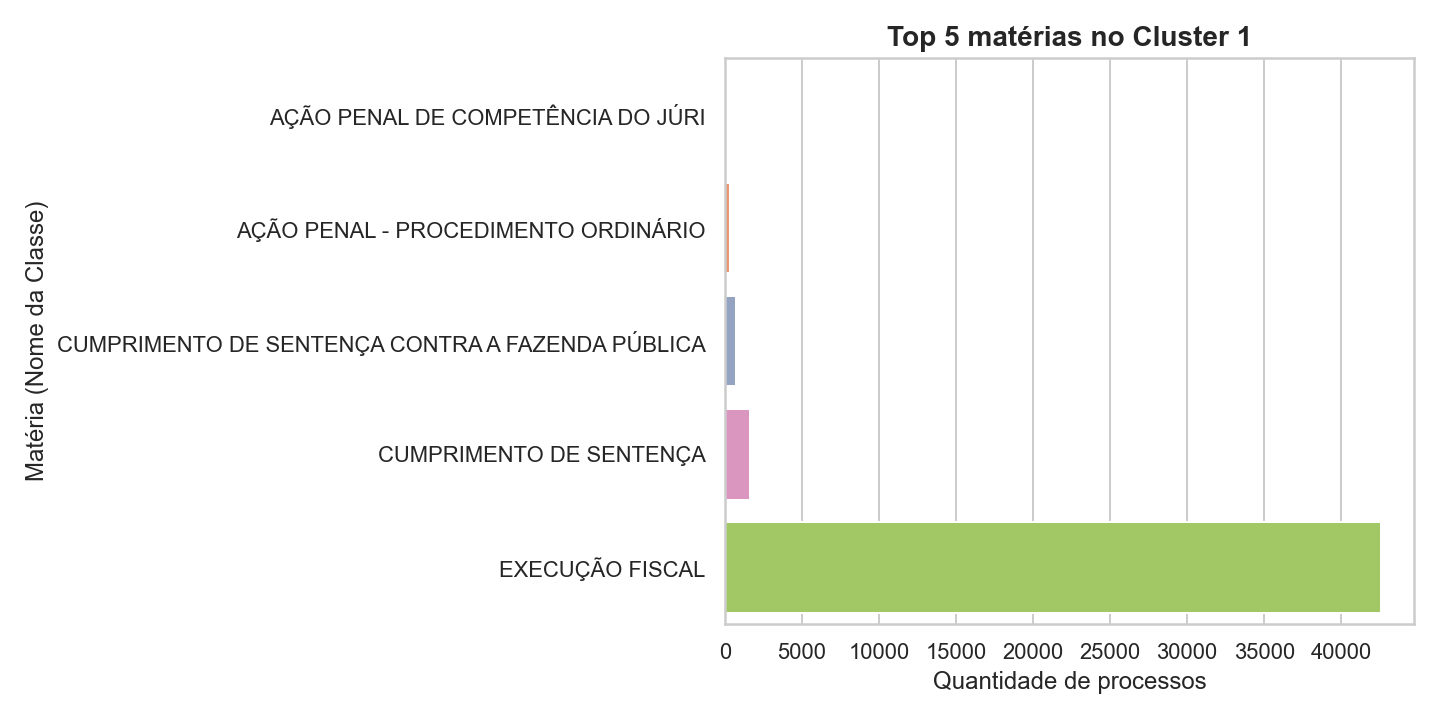 Top 5 matérias no Cluster 1
Matéria (Nome da Classe)
AÇÃO PENAL DE COMPETÊNCIA DO JÚRI
AÇÃO PENAL - PROCEDIMENTO ORDINÁRIO
CUMPRIMENTO DE SENTENÇA CONTRA A FAZENDA PÚBLICA
CUMPRIMENTO DE SENTENÇA
EXECUÇÃO FISCAL
0 5000 10000 15000 20000 25000 30000 35000 40000
Quantidade de processos